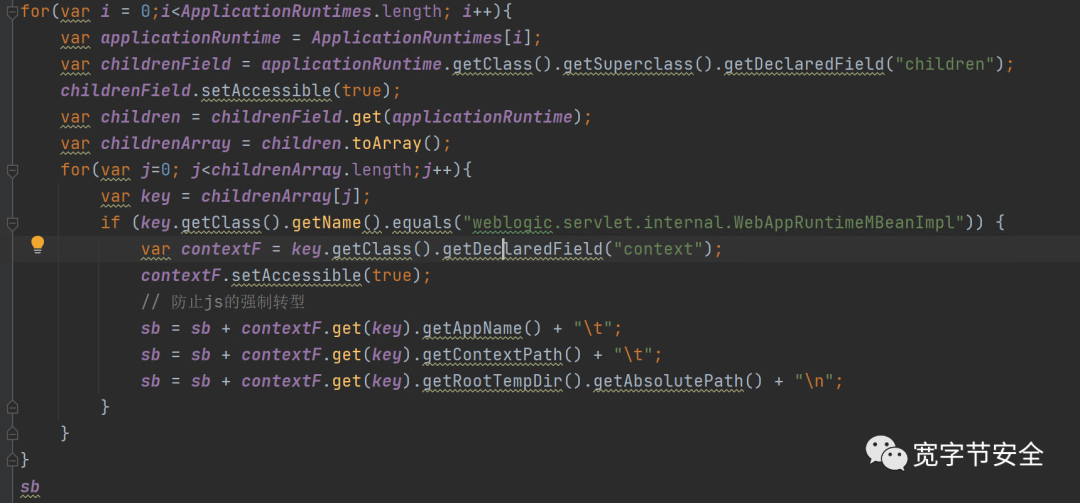 for(var i = 0;i<ApplicationRuntimes.length; i++){
    var applicationRuntime = ApplicationRuntimes[i];
    var childrenField = applicationRuntime.getClass().getSuperclass().getDeclaredField("children");
    childrenField.setAccessible(true);
    var children = childrenField.get(applicationRuntime);
    var childrenArray = children.toArray();
    for(var j=0; j<childrenArray.length;j++){
        var key = childrenArray[j];
        if (key.getClass().getName().equals("weblogic.servlet.internal.WebAppRuntimeMBeanImpl")) {
            var contextF = key.getClass().getDeclaredField("context");
            contextF.setAccessible(true);
            // 防止js的强制转型
            sb = sb + contextF.get(key).getAppName() + "\t";
            sb = sb + contextF.get(key).getContextPath() + "\t";
            sb = sb + contextF.get(key).getRootTempDir().getAbsolutePath() + "\n";
        }
    }
}
sb
宽字节安全